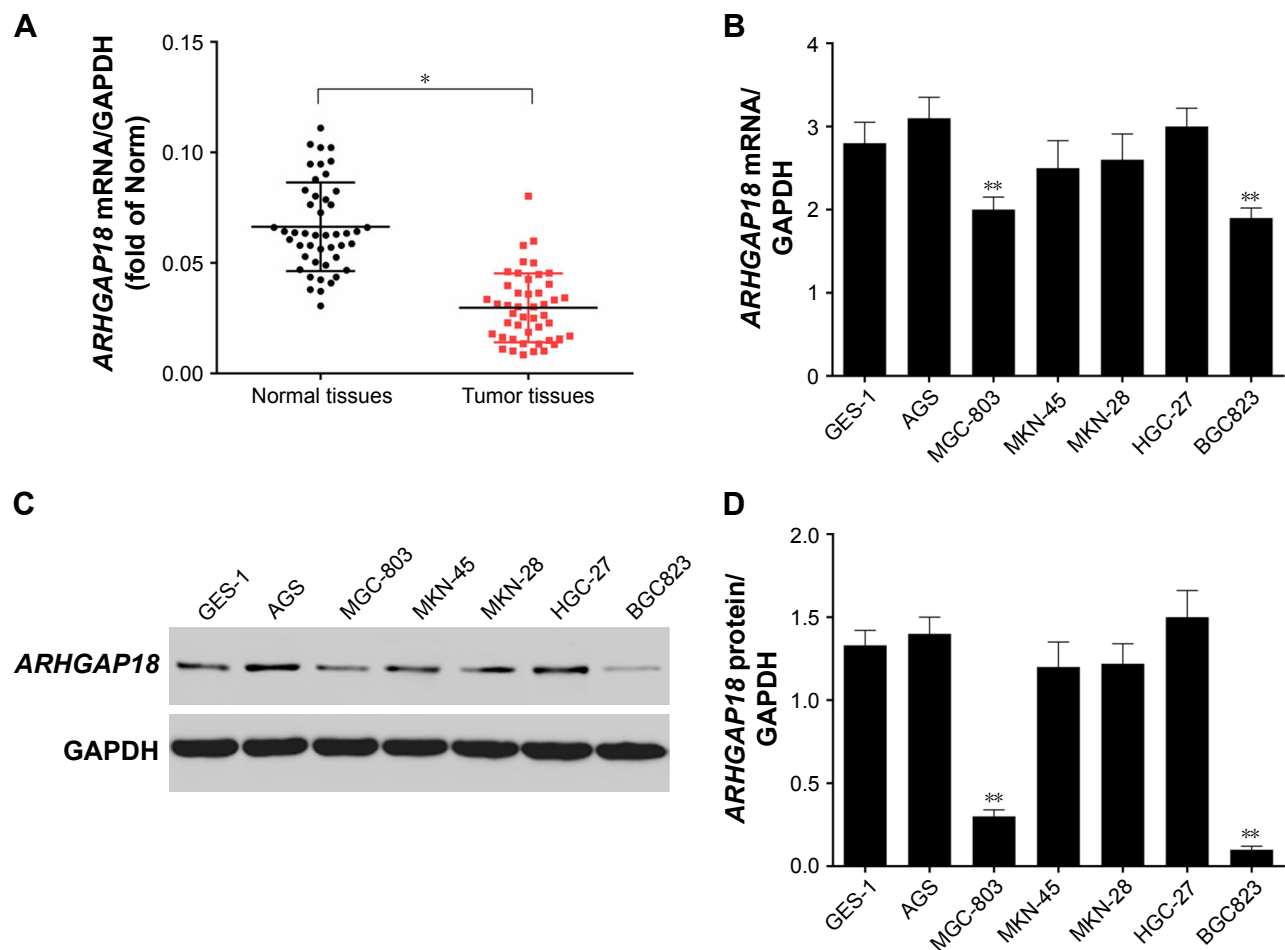 A
ARHGAP18 mRNA/GAPDH
(fold of Norm)
0.15
0.10
0.05
0.00
*
Normal tissues
Tumor tissues
B
ARHGAP18 mRNA/
GAPDH
4
3
2
1
0
**
**
GES-1
AGS
MGC-803
MKN-45
MKN-28
HGC-27
BGC823
C
GES-1
AGS
MGC-803
MKN-45
MKN-28
HGC-27
BGC823
ARHGAP18
GAPDH
D
ARHGAP18 protein/
GAPDH
2.0
1.5
1.0
0.5
0.0
**
**
GES-1
AGS
MGC-803
MKN-45
MKN-28
HGC-27
BGC823